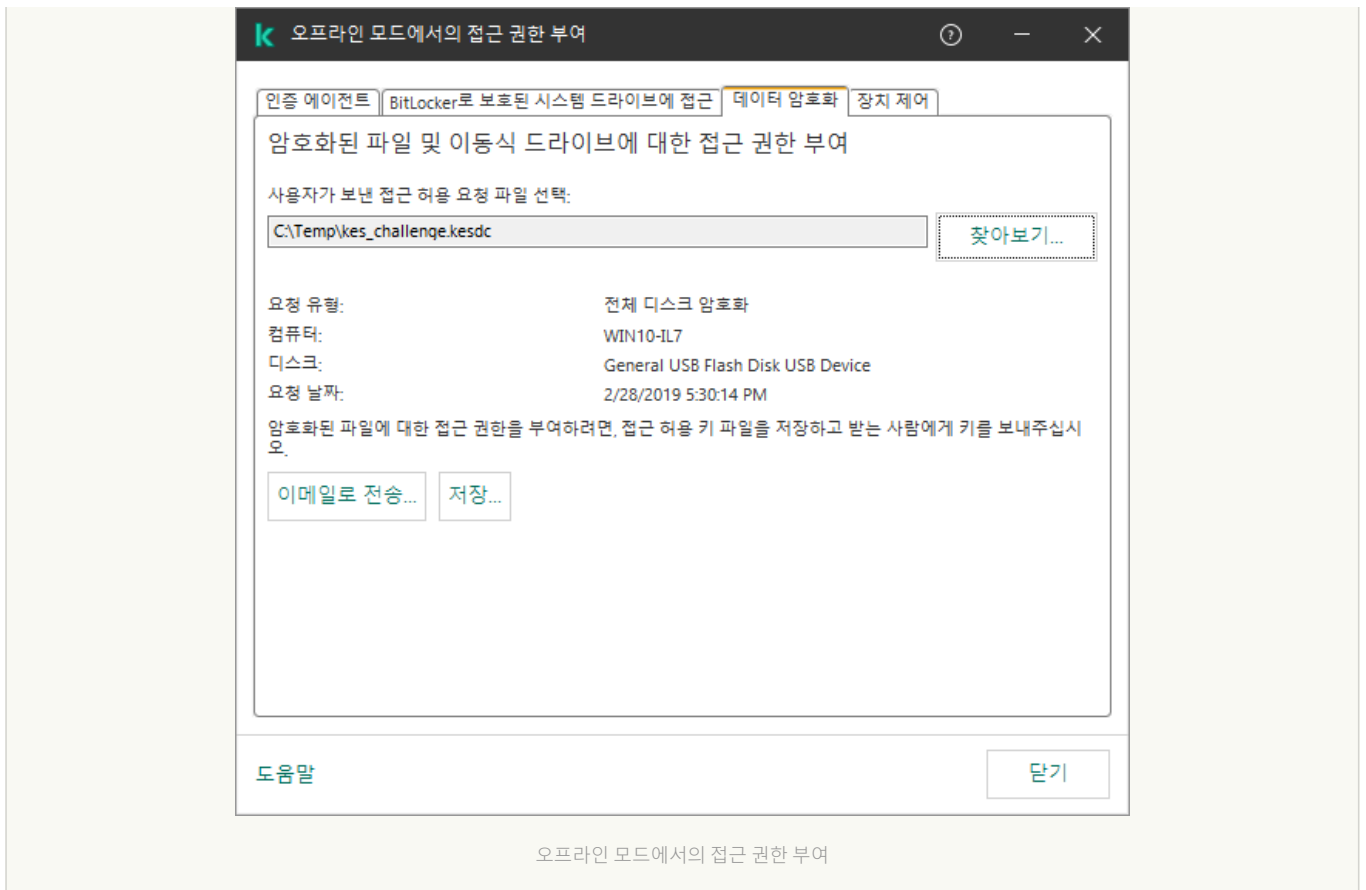 오프라인 모드에서의 접근 권한 부여
인증 에이전트 BitLocker로 보호된 시스템 드라이브에 접근 데이터 암호화 장치 제어
암호화된 파일 및 이동식 드라이브에 대한 접근 권한 부여
사용자가 보낸 접근 허용 요청 파일 선택:
C:\Temp\kes_challenge.kesdc 찾아보기...
요청 유형: 전체 디스크 암호화
컴퓨터: WIN10-IL7
디스크: General USB Flash Disk USB Device
요청 날짜: 2/28/2019 5:30:14 PM
암호화된 파일에 대한 접근 권한을 부여하려면, 접근 허용 키 파일을 저장하고 받는 사람에게 키를 보내주십시
오.
이메일로 전송... 저장...
도움말 닫기
오프라인 모드에서의 접근 권한 부여